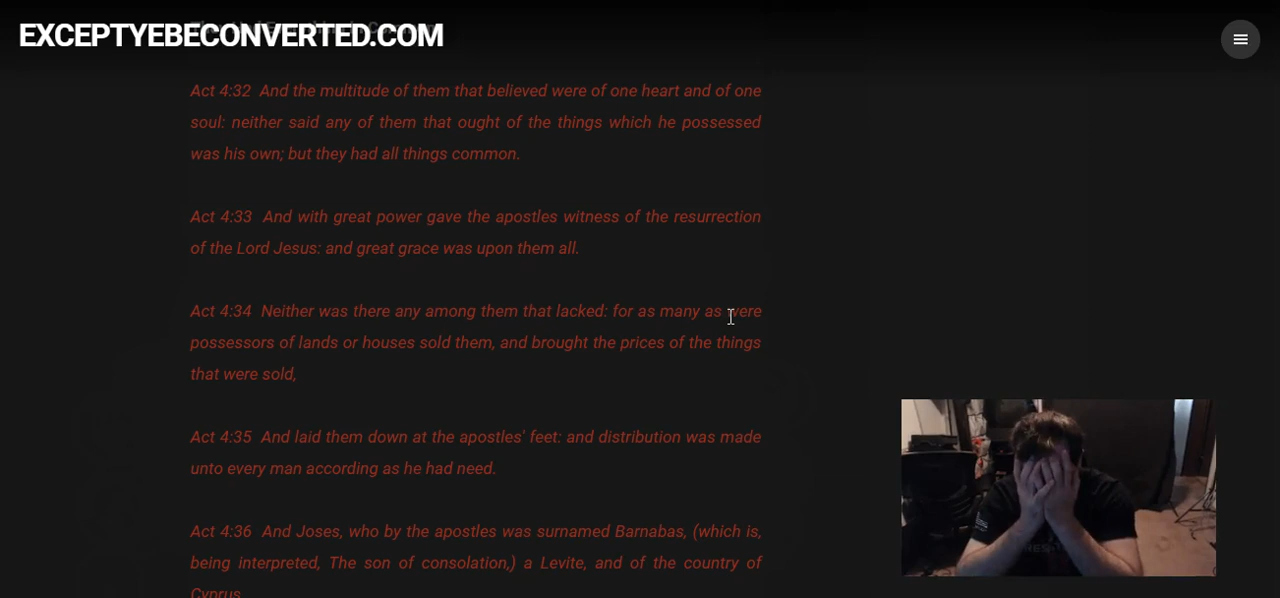 EXCEPTYEBECONVERTED.COM
Act 4:32 And the multitude of them that believed were of one heart and of one
soul: neither said any of them that ought of the things which he possessed
was his own; but they had all things common.
Act 4:33 And with great power gave the apostles witness of the resurrection
of the Lord Jesus: and great grace was upon them all.
Act 4:34 Neither was there any among them that lacked: for as many as were
possessors of lands or houses sold them, and brought the prices of the things
that were sold,
Act 4:35 And laid them down at the apostles' feet: and distribution was made
unto every man according as he had need.
Act 4:36 And Joses, who by the apostles was surnamed Barnabas, (which is,
being interpreted, The son of consolation,) a Levite, and of the country of
Cyprus